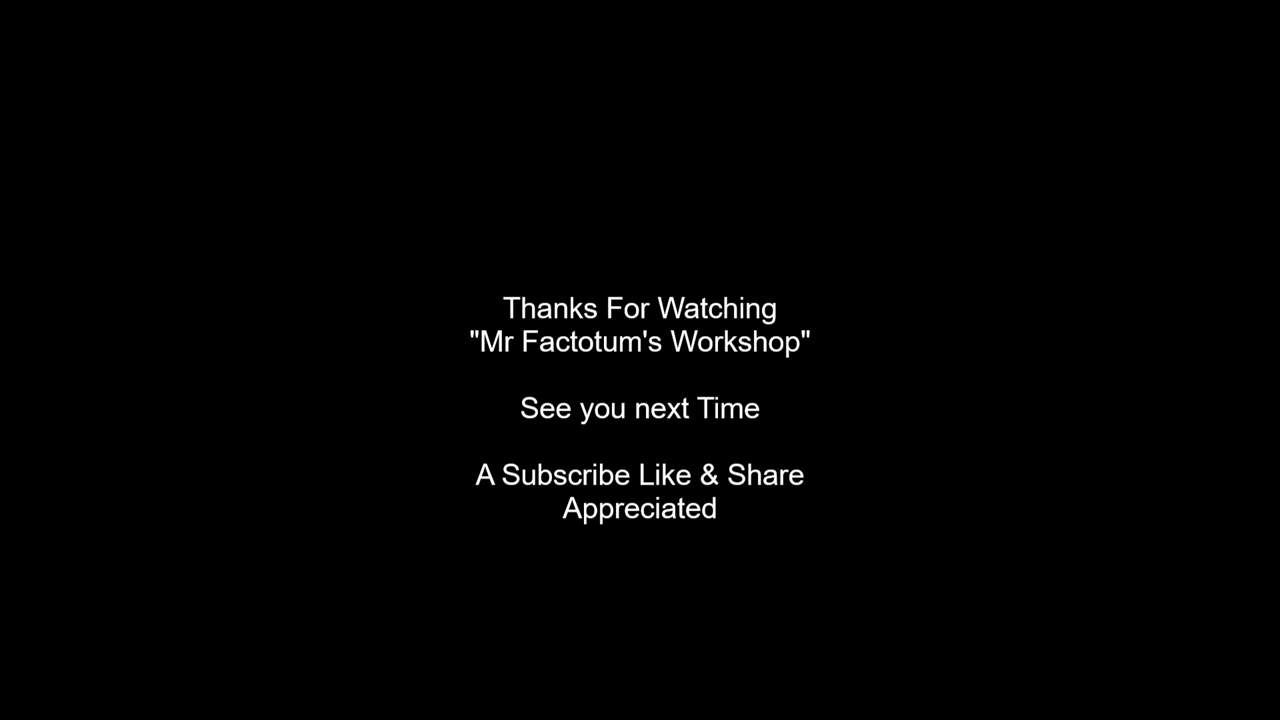 Thanks For Watching
"Mr Factotum's Workshop"
See you next Time
A Subscribe Like & Share
Appreciated